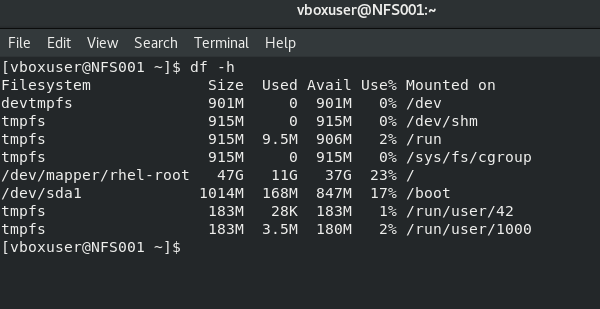 vboxuser@NFS001:~
File Edit View Search Terminal Help
[vboxuser@NFS001 ~]$ df -h
Filesystem Size Used Avail Use% Mounted on
devtmpfs 901M 0 901M 0% /dev
tmpfs 915M 0 915M 0% /dev/shm
tmpfs 915M 9.5M 906M 2% /run
tmpfs 915M 0 915M 0% /sys/fs/cgroup
/dev/mapper/rhel-root 47G 11G 37G 23% /
/dev/sda1 1014M 168M 847M 17% /boot
tmpfs 183M 28K 183M 1% /run/user/42
tmpfs 183M 3.5M 180M 2% /run/user/1000
[vboxuser@NFS001 ~]$